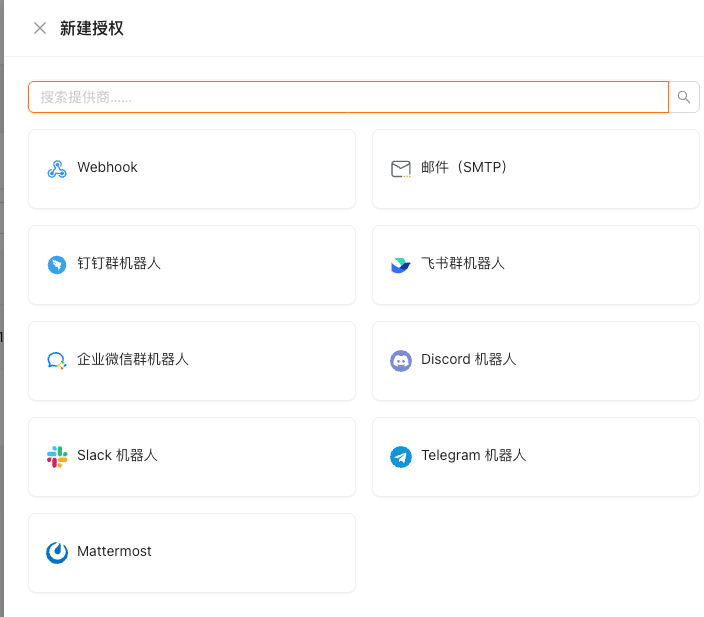 新建授权
搜索提供商......
Webhook
邮件（SMTP）
钉钉群机器人
飞书群机器人
企业微信群机器人
Discord 机器人
Slack 机器人
Telegram 机器人
Mattermost